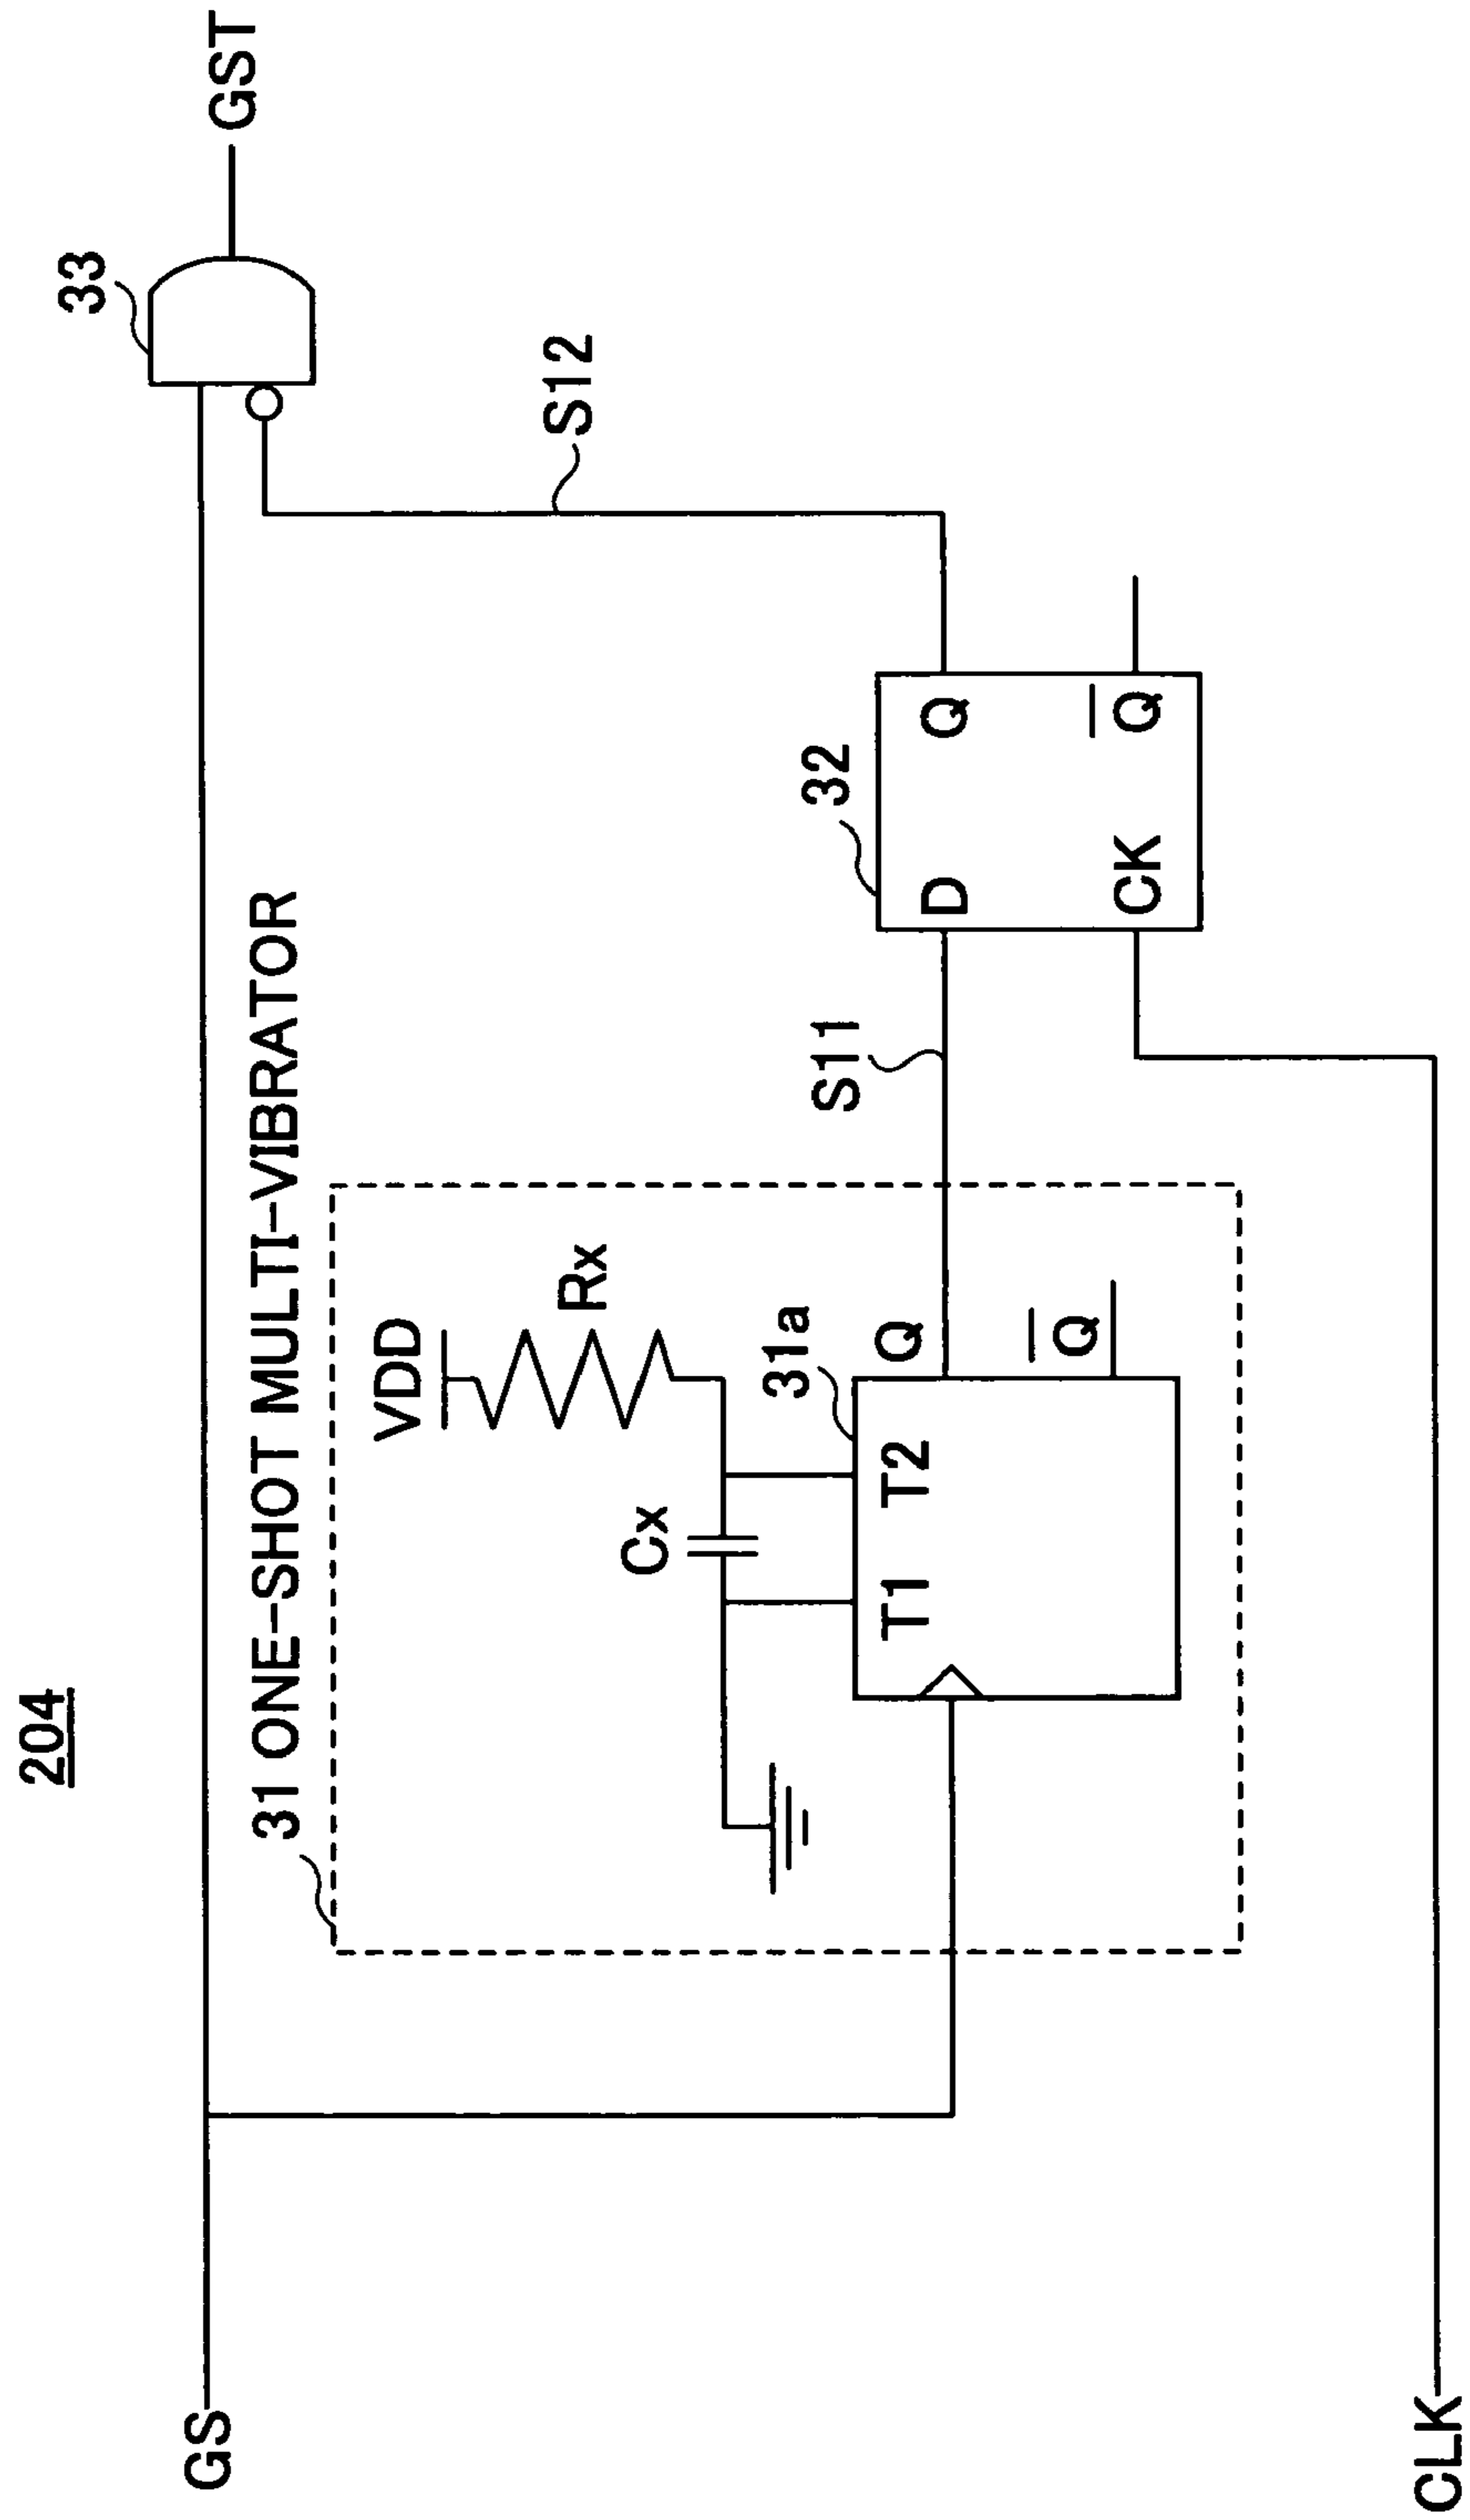 204
GS
31 ONE-SHOT MULTI-VIBRATOR
33
GST
VDD
Rx
Cx
31a
T1 T2
Q
Q
S11
32
D Q
CK Q
S12
CLK